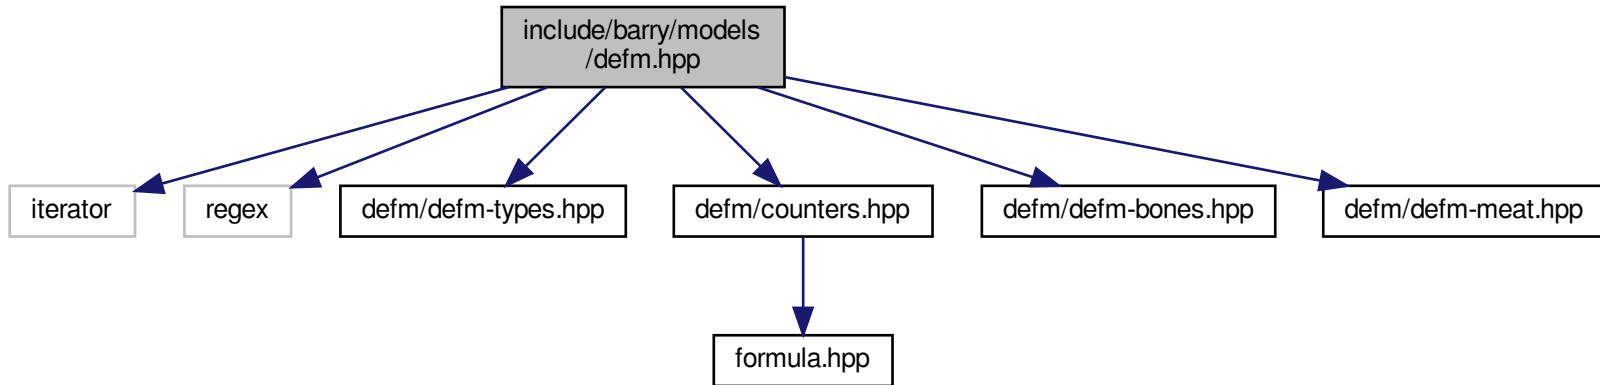 include/barry/models
/defm.hpp
iterator
regex
defm/defm-types.hpp
defm/counters.hpp
defm/defm-bones.hpp
defm/defm-meat.hpp
formula.hpp